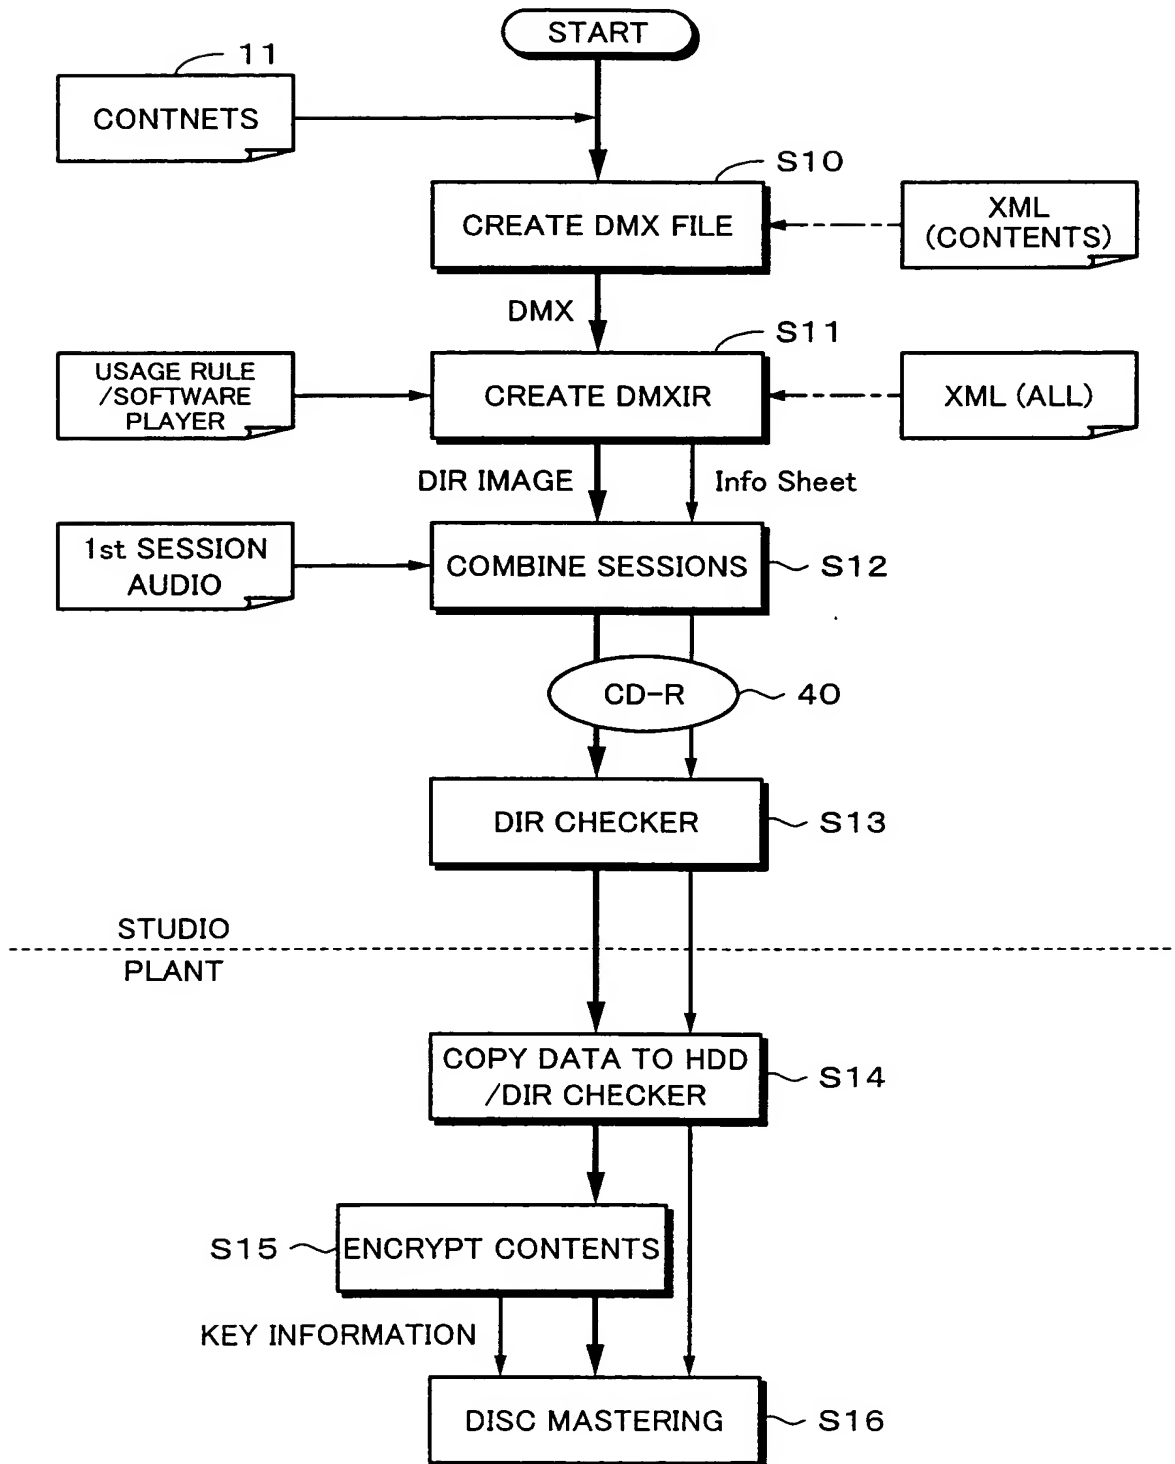 START
11
CONTNETS
S10
CREATE DMX FILE
XML
(CONTENTS)
DMX
S11
USAGE RULE
/SOFTWARE
PLAYER
CREATE DMXIR
XML (ALL)
DIR IMAGE
Info Sheet
1st SESSION
AUDIO
COMBINE SESSIONS
S12
CD-R
40
DIR CHECKER
S13
STUDIO
PLANT
COPY DATA TO HDD
/DIR CHECKER
S14
S15
ENCRYPT CONTENTS
KEY INFORMATION
DISC MASTERING
S16